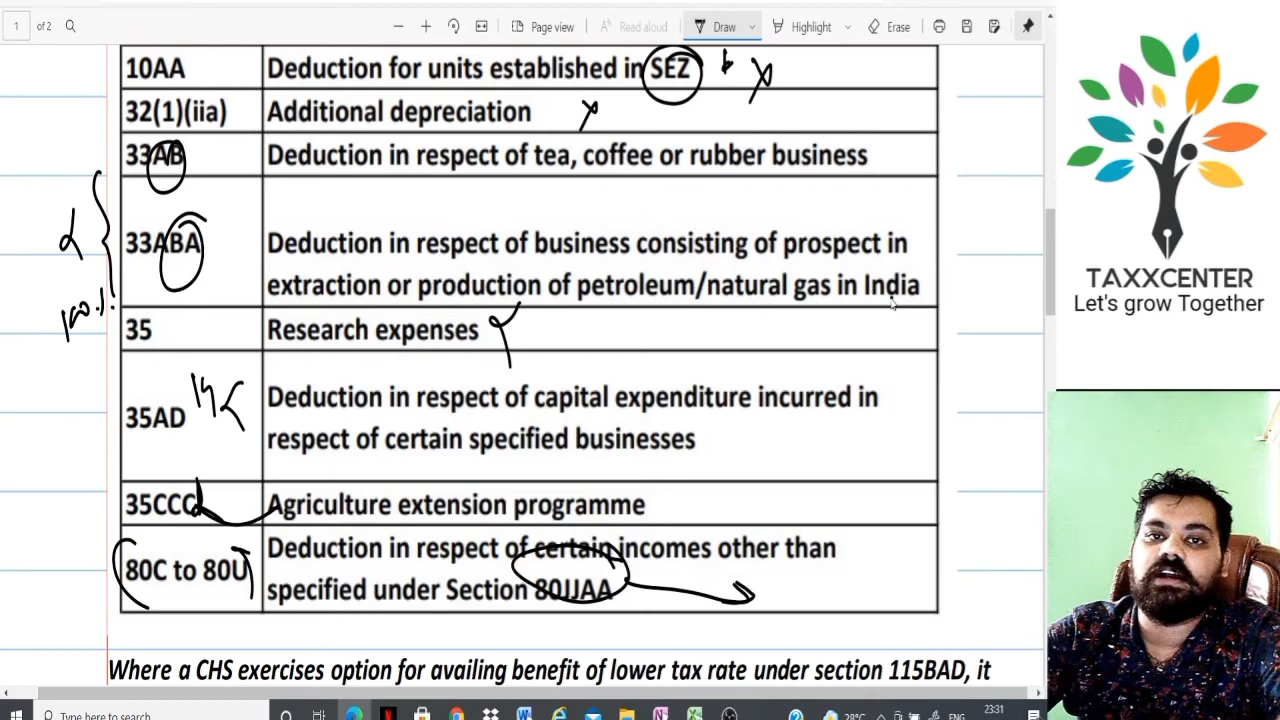 1 of 2 Page view Read aloud Draw Highlight Erase
10AA Deduction for units established in SEZ
32(1)(iia) Additional depreciation
33AB Deduction in respect of tea, coffee or rubber business
33ABA Deduction in respect of business consisting of prospect in
extraction or production of petroleum/natural gas in India
35 Research expenses
35AD Deduction in respect of capital expenditure incurred in
respect of certain specified businesses
35CCC Agriculture extension programme
80C to 80U Deduction in respect of certain incomes other than
specified under Section 80JJAA
Where a CHS exercises option for availing benefit of lower tax rate under section 115BAD, it
TAXXCENTER
Let's grow Together
Type here to search 28°C ENG
23:31